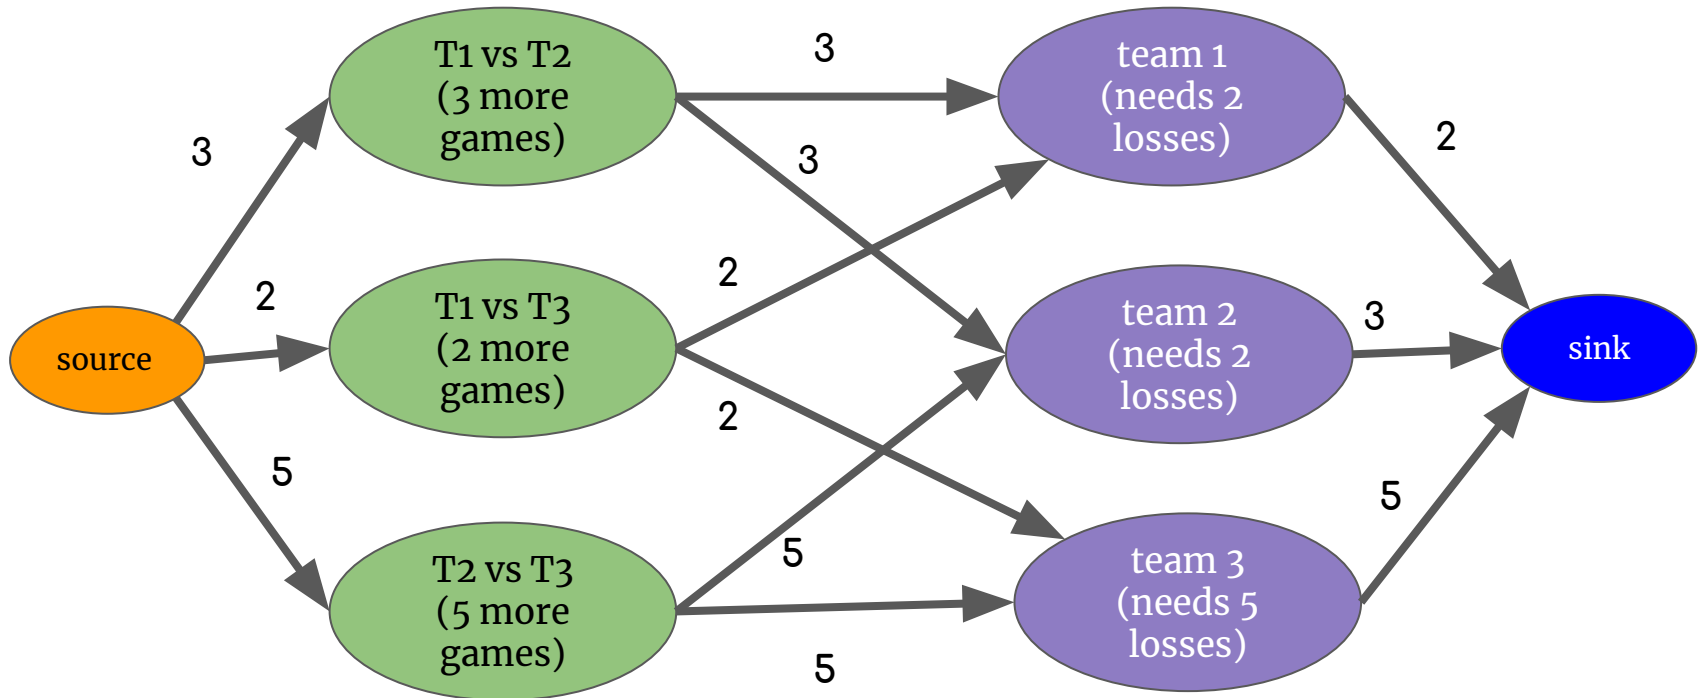 T1 vs T2
(3 more
games)
3
team 1
(needs 2
losses)
2
3
3
2
T1 vs T3
(2 more
games)
2
team 2
(needs 2
losses)
3
source
sink
2
5
T2 vs T3
(5 more
games)
5
5
team 3
(needs 5
losses)
5